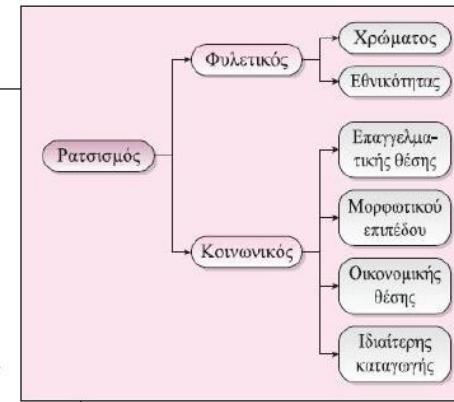 Ρατσισμός
Φυλετικός
Χρώματος
Εθνικότητας
Κοινωνικός
Επαγγελμα-
τικής θέσης
Μορφωτικού
επιπέδου
Οικονομικής
θέσης
Ιδιαίτερης
καταγωγής